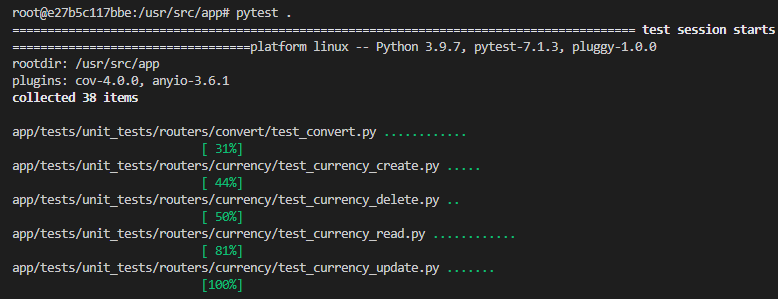 root@e27b5c117bbe:/usr/src/app# pytest .
========================================================================================= test session starts
==================================platform linux -- Python 3.9.7, pytest-7.1.3, pluggy-1.0.0
rootdir: /usr/src/app
plugins: cov-4.0.0, anyio-3.6.1
collected 38 items
app/tests/unit_tests/routers/convert/test_convert.py ............
[ 31%]
app/tests/unit_tests/routers/currency/test_currency_create.py .....
[ 44%]
app/tests/unit_tests/routers/currency/test_currency_delete.py ..
[ 50%]
app/tests/unit_tests/routers/currency/test_currency_read.py ............
[ 81%]
app/tests/unit_tests/routers/currency/test_currency_update.py .......
[100%]